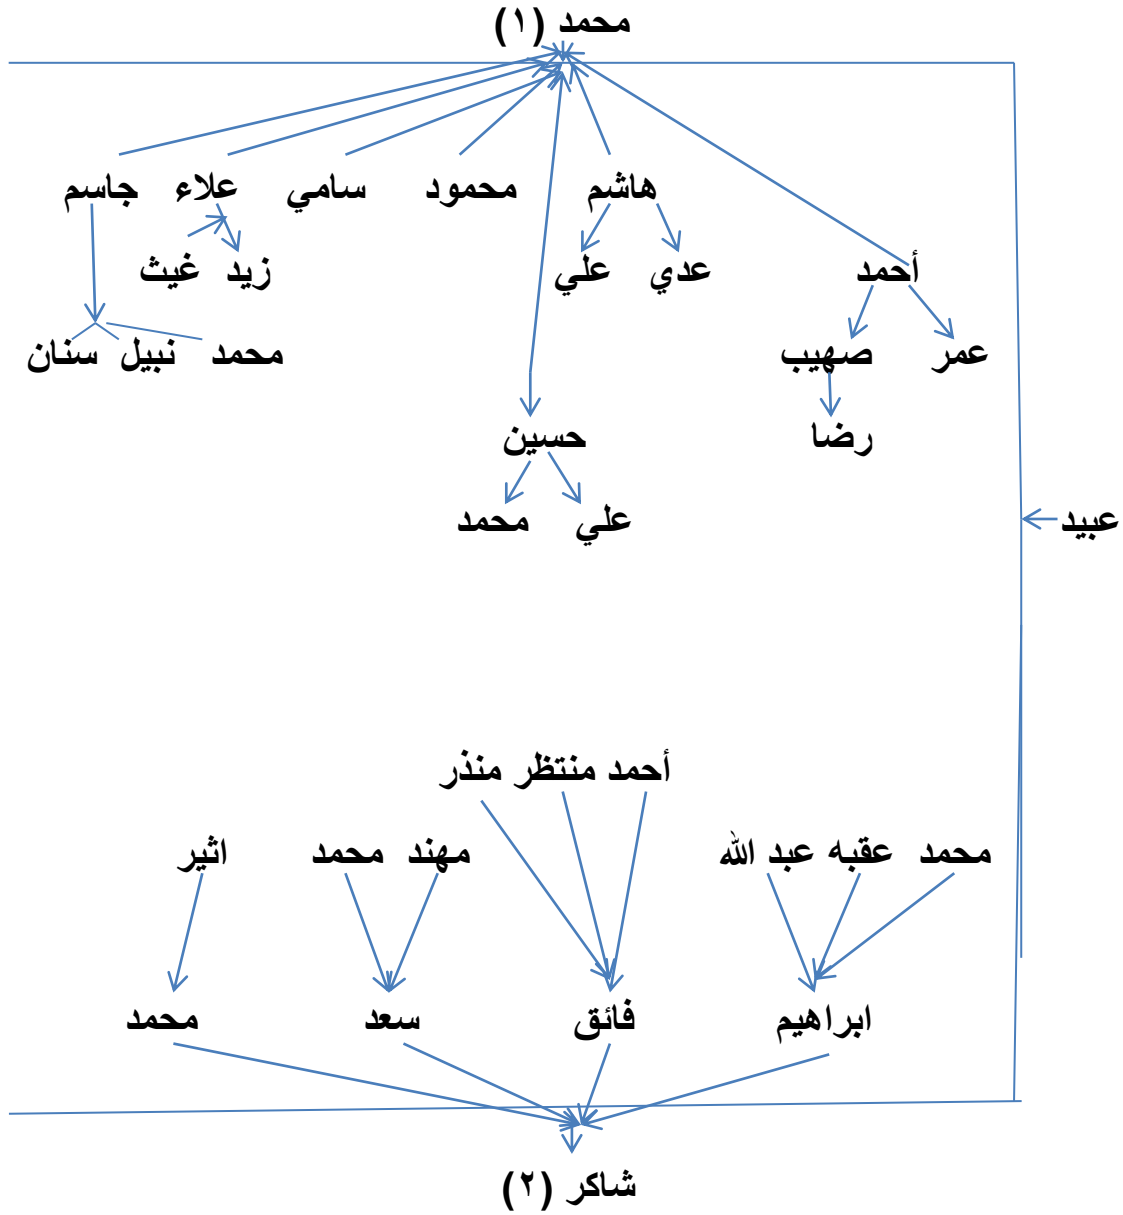 محمد (١)
هاشم محمود سامي علاء جاسم
أحمد عدي علي زيد غيث
عمر صهيب محمد نبيل سنان
رضا حسين
عبيد علي محمد
أحمد منتظر منذر
محمد عقبه عبد الله مهند محمد اثير
ابراهيم فائق سعد محمد
شاكر (٢)